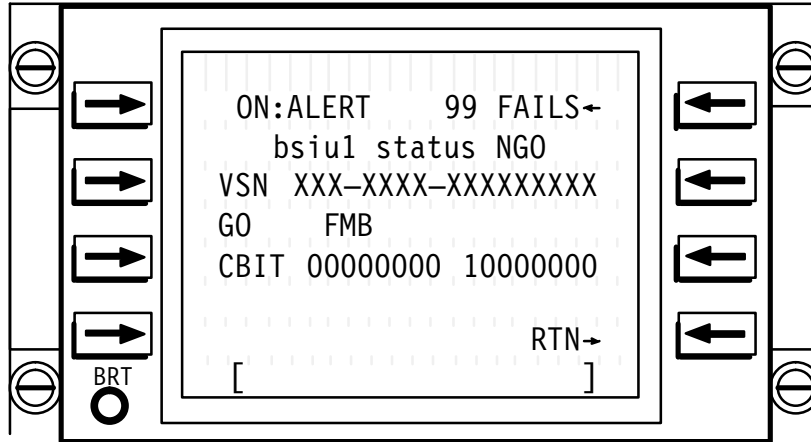 ON:ALERT 99 FAILS←
bsiu1 status NGO
VSN XXX–XXXX–XXXXXXXXX
GO FMB
CBIT 00000000 10000000
RTN→
[ ]
BRT